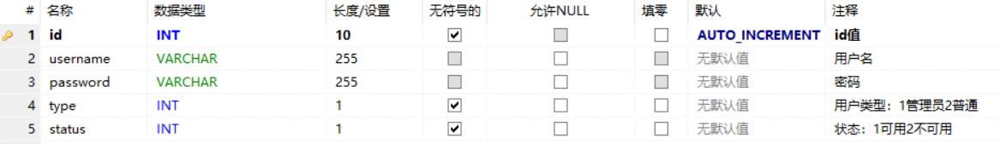 # 名称 数据类型 长度/设置 无符号的 允许NULL 填零 默认 注释
1 id INT 10 AUTO_INCREMENT id值
2 username VARCHAR 255 无默认值 用户名
3 password VARCHAR 255 无默认值 密码
4 type INT 1 无默认值 用户类型：1管理员2普通
5 status INT 1 无默认值 状态：1可用2不可用